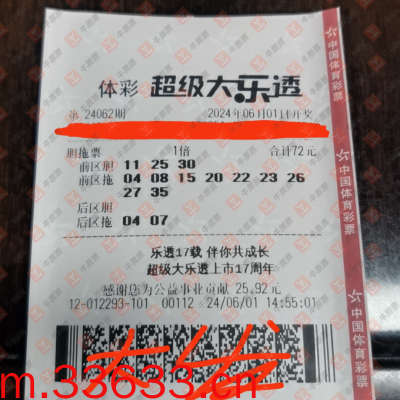 体彩 超级大乐透
第 24062期 2024年06月01日开奖
胆拖票 1倍 合计72元
前区胆 11 25 30
前区拖 04 08 15 20 22 23 26
27 35
后区胆
后区拖 04 07
乐透17载 伴你共成长
超级大乐透上市17周年
感谢您为公益事业贡献 25.92元
12-012293-101 00112 24/06/01 14:55:01
m.33633.cn
中国体育彩票
中国体育彩票
中国体育彩票